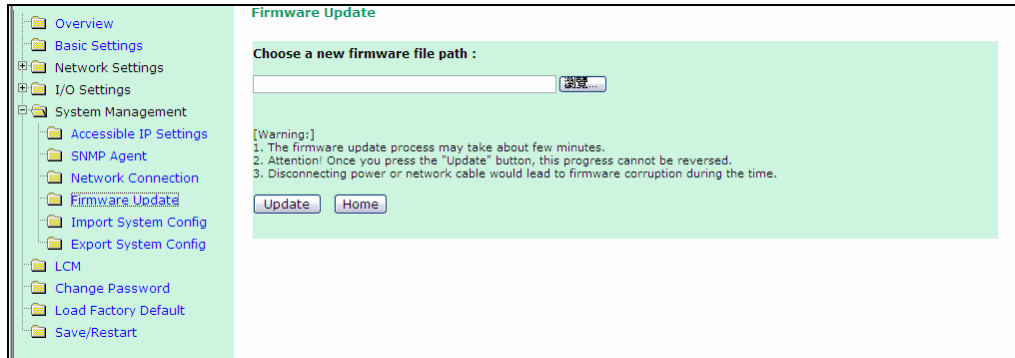 Overview
Basic Settings
Network Settings
I/O Settings
System Management
Accessible IP Settings
SNMP Agent
Network Connection
Firmware Update
Import System Config
Export System Config
LCM
Change Password
Load Factory Default
Save/Restart
Firmware Update
Choose a new firmware file path :
瀏覽...
[Warning:]
1. The firmware update process may take about few minutes.
2. Attention! Once you press the "Update" button, this progress cannot be reversed.
3. Disconnecting power or network cable would lead to firmware corruption during the time.
Update Home